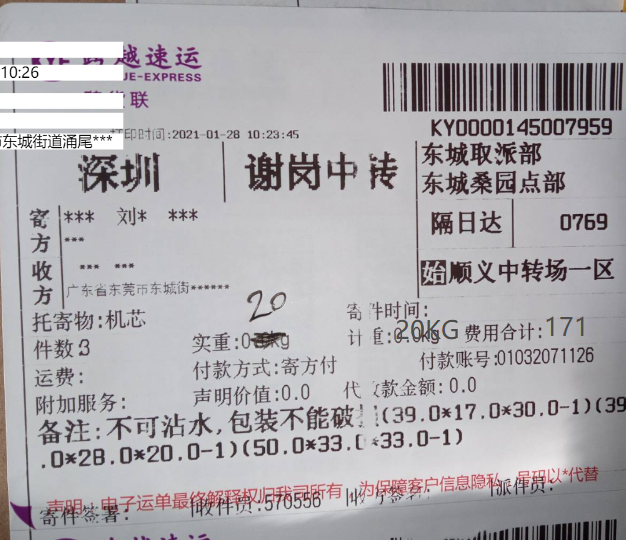 跨越速运
KYE
10:26
UE-EXPRESS
东城街道涌尾***
打印时间:2021-01-28 10:23:45
KY0000145007959
深圳
谢岗中转
东城取派部
东城桑园点部
隔日达
0769
寄方
*** 刘* ***
***
始顺义中转场一区
收方
*** ***
广东省东莞市东城街******
托寄物:机芯
20
寄件时间:
件数:3
实重:0
计重:0.0kg
20KG
费用合计:171
运费:
付款方式:寄方付
付款账号:01032071126
附加服务:
声明价值:0.0
代收款金额:0.0
备注:不可沾水,包装不能破 (39.0*17.0*30.0-1)(39
.0*28.0*20.0-1)(50.0*33.0*33.0-1)
声明:电子运单最终解释权归我司所有,为保障客户信息隐私,号码以*代替
寄件签署:
收件员:570556
收方签署:
派件员: